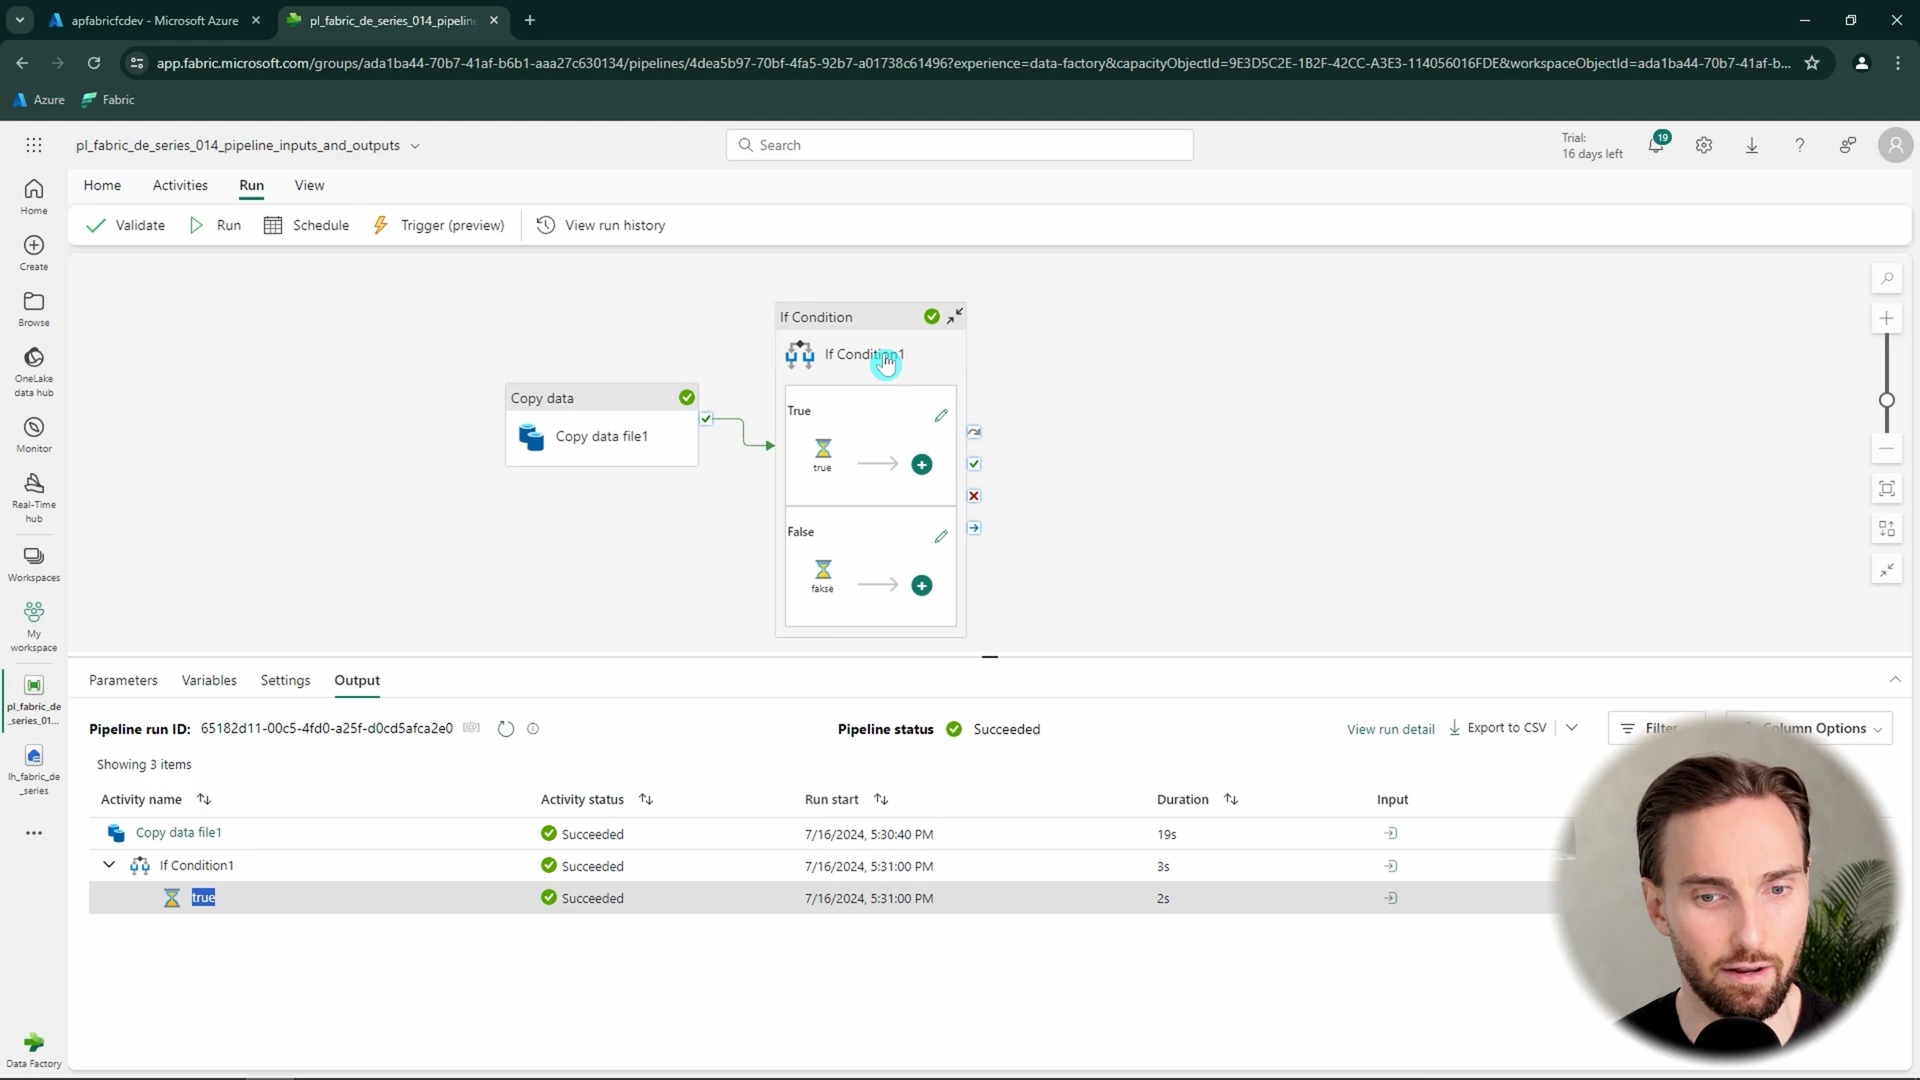 apfabricfcdev - Microsoft Azure
pl_fabric_de_series_014_pipelin
app.fabric.microsoft.com/groups/ada1ba44-70b7-41af-b6b1-aaa27c630134/pipelines/4dea5b97-70bf-4fa5-92b7-a01738c61496?experience=data-factory&capacityObjectId=9E3D5C2E-1B2F-42CC-A3E3-114056016FDE&workspaceObjectId=ada1ba44-70b7-41af-b...
Azure
Fabric
pl_fabric_de_series_014_pipeline_inputs_and_outputs
Search
Trial:
16 days left
19
Home
Activities
Run
View
Validate
Run
Schedule
Trigger (preview)
View run history
Home
Create
Browse
OneLake
data hub
Monitor
Real-Time
hub
Workspaces
My
workspace
pl_fabric_de
_series_01...
lh_fabric_de
_series
Data Factory
Copy data
Copy data file1
If Condition
If Condition1
True
true
False
fakse
Parameters
Variables
Settings
Output
Pipeline run ID: 65182d11-00c5-4fd0-a25f-d0cd5afca2e0
Pipeline status
Succeeded
View run detail
Export to CSV
Filter
Column Options
Showing 3 items
Activity name
Activity status
Run start
Duration
Input
Copy data file1
Succeeded
7/16/2024, 5:30:40 PM
19s
If Condition1
Succeeded
7/16/2024, 5:31:00 PM
3s
true
Succeeded
7/16/2024, 5:31:00 PM
2s